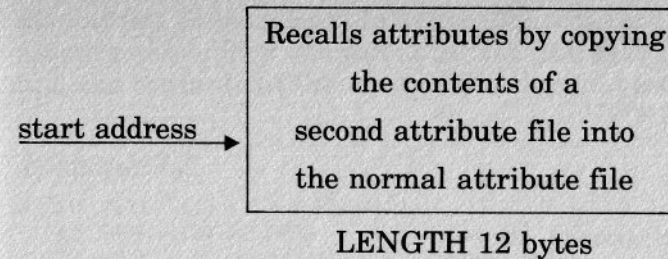 Recalls attributes by copying
the contents of a
start address
second attribute file into
the normal attribute file
LENGTH 12 bytes